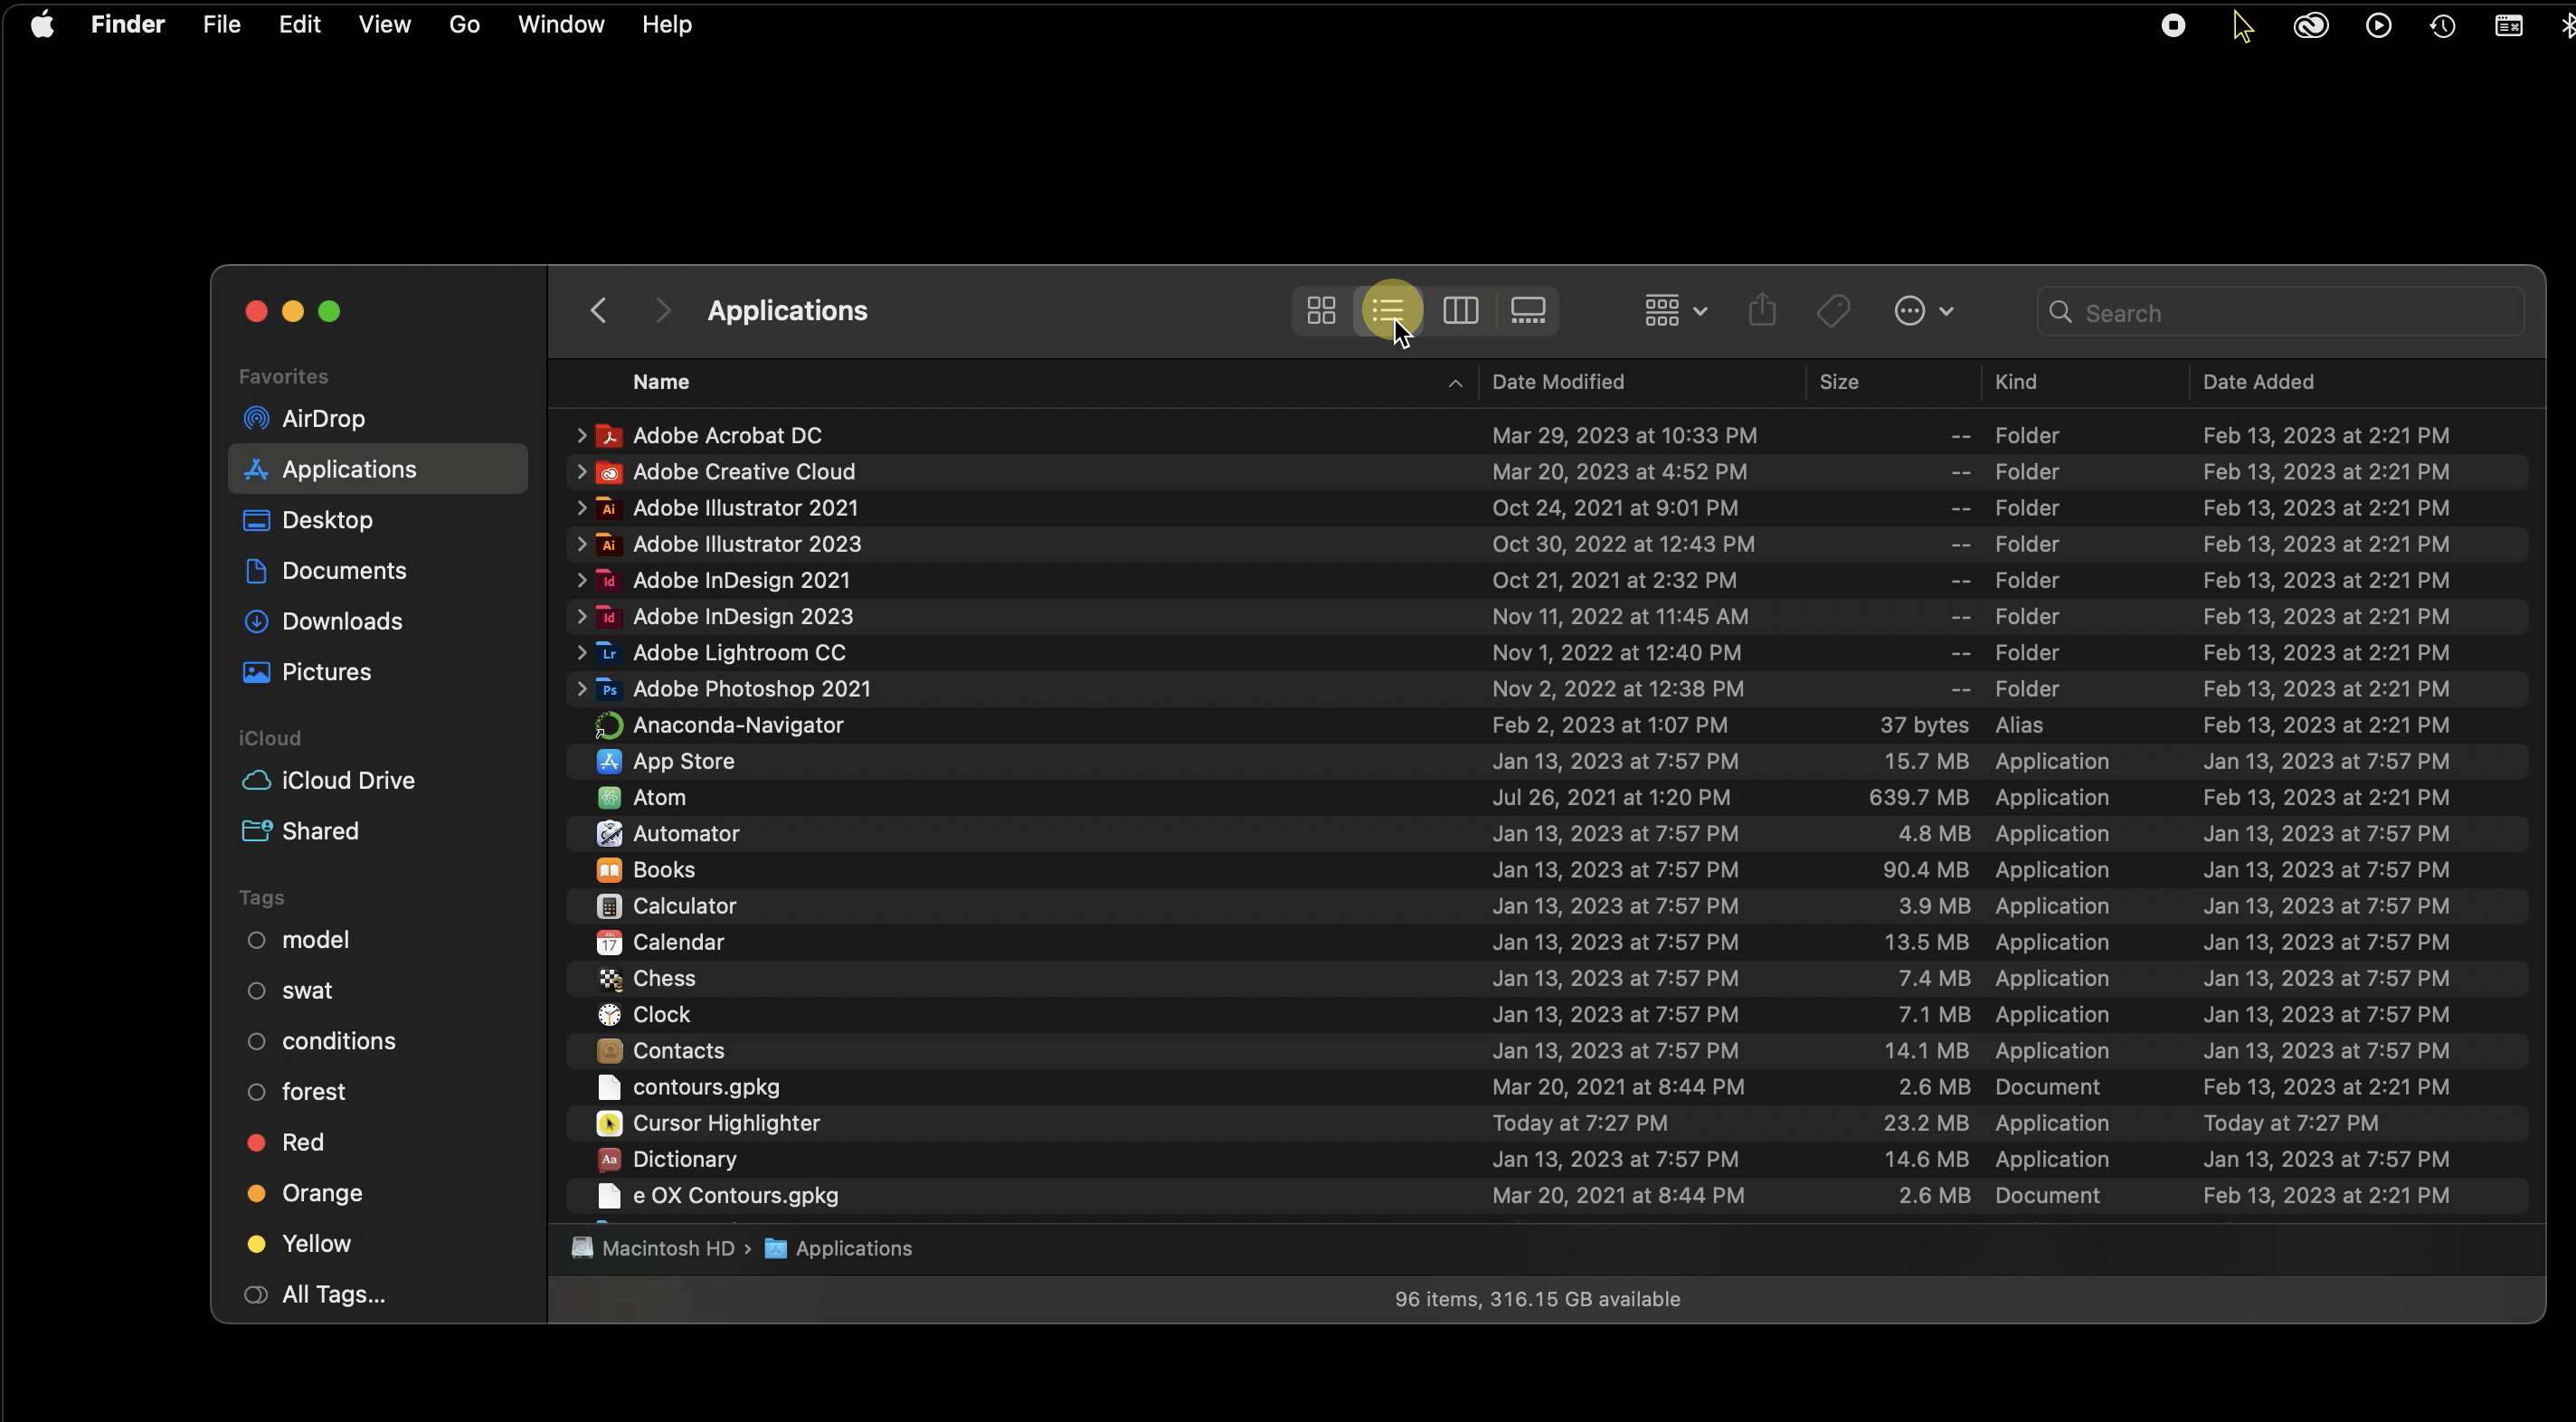 Finder File Edit View Go Window Help
Applications
Search
Favorites
AirDrop
Applications
Desktop
Documents
Downloads
Pictures
iCloud
iCloud Drive
Shared
Tags
model
swat
conditions
forest
Red
Orange
Yellow
All Tags...
Name Date Modified Size Kind Date Added
Adobe Acrobat DC Mar 29, 2023 at 10:33 PM -- Folder Feb 13, 2023 at 2:21 PM
Adobe Creative Cloud Mar 20, 2023 at 4:52 PM -- Folder Feb 13, 2023 at 2:21 PM
Ai Adobe Illustrator 2021 Oct 24, 2021 at 9:01 PM -- Folder Feb 13, 2023 at 2:21 PM
Ai Adobe Illustrator 2023 Oct 30, 2022 at 12:43 PM -- Folder Feb 13, 2023 at 2:21 PM
Id Adobe InDesign 2021 Oct 21, 2021 at 2:32 PM -- Folder Feb 13, 2023 at 2:21 PM
Id Adobe InDesign 2023 Nov 11, 2022 at 11:45 AM -- Folder Feb 13, 2023 at 2:21 PM
Lr Adobe Lightroom CC Nov 1, 2022 at 12:40 PM -- Folder Feb 13, 2023 at 2:21 PM
Ps Adobe Photoshop 2021 Nov 2, 2022 at 12:38 PM -- Folder Feb 13, 2023 at 2:21 PM
Anaconda-Navigator Feb 2, 2023 at 1:07 PM 37 bytes Alias Feb 13, 2023 at 2:21 PM
App Store Jan 13, 2023 at 7:57 PM 15.7 MB Application Jan 13, 2023 at 7:57 PM
Atom Jul 26, 2021 at 1:20 PM 639.7 MB Application Feb 13, 2023 at 2:21 PM
Automator Jan 13, 2023 at 7:57 PM 4.8 MB Application Jan 13, 2023 at 7:57 PM
Books Jan 13, 2023 at 7:57 PM 90.4 MB Application Jan 13, 2023 at 7:57 PM
Calculator Jan 13, 2023 at 7:57 PM 3.9 MB Application Jan 13, 2023 at 7:57 PM
17 Calendar Jan 13, 2023 at 7:57 PM 13.5 MB Application Jan 13, 2023 at 7:57 PM
Chess Jan 13, 2023 at 7:57 PM 7.4 MB Application Jan 13, 2023 at 7:57 PM
Clock Jan 13, 2023 at 7:57 PM 7.1 MB Application Jan 13, 2023 at 7:57 PM
Contacts Jan 13, 2023 at 7:57 PM 14.1 MB Application Jan 13, 2023 at 7:57 PM
contours.gpkg Mar 20, 2021 at 8:44 PM 2.6 MB Document Feb 13, 2023 at 2:21 PM
Cursor Highlighter Today at 7:27 PM 23.2 MB Application Today at 7:27 PM
Aa Dictionary Jan 13, 2023 at 7:57 PM 14.6 MB Application Jan 13, 2023 at 7:57 PM
e OX Contours.gpkg Mar 20, 2021 at 8:44 PM 2.6 MB Document Feb 13, 2023 at 2:21 PM
Macintosh HD › Applications
96 items, 316.15 GB available